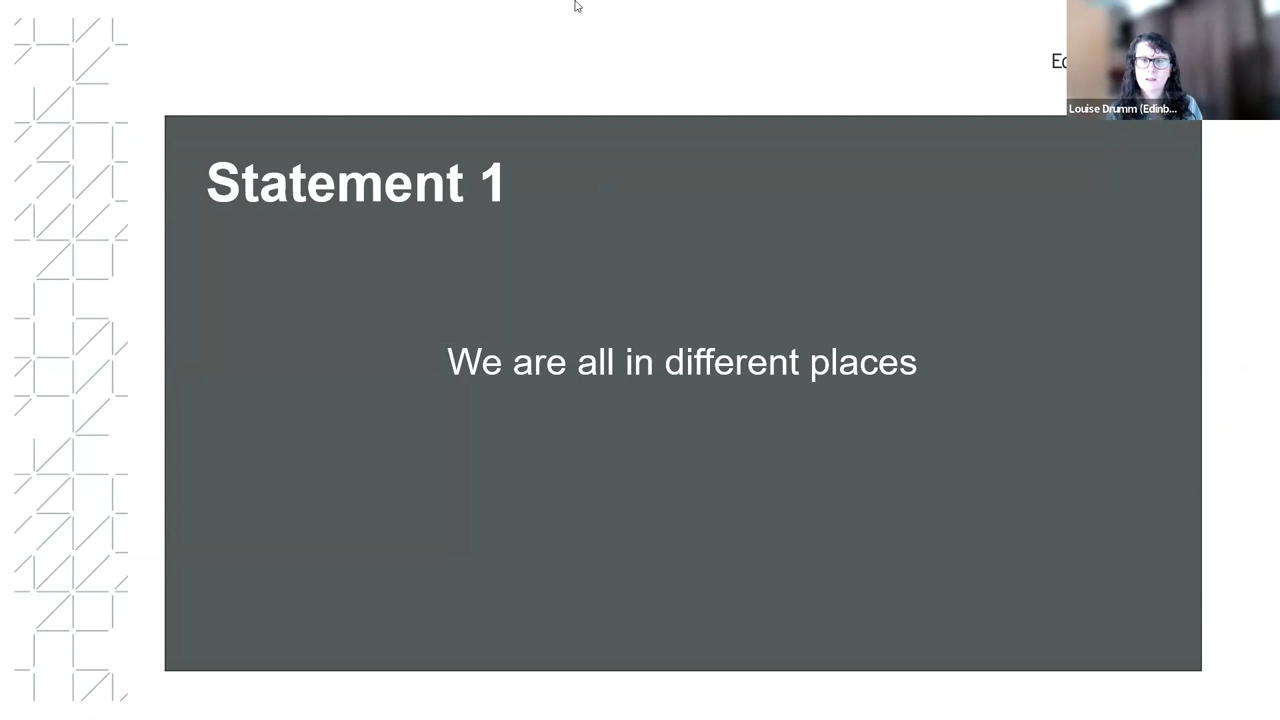 Louise Drumm (Edinb...
Statement 1
We are all in different places